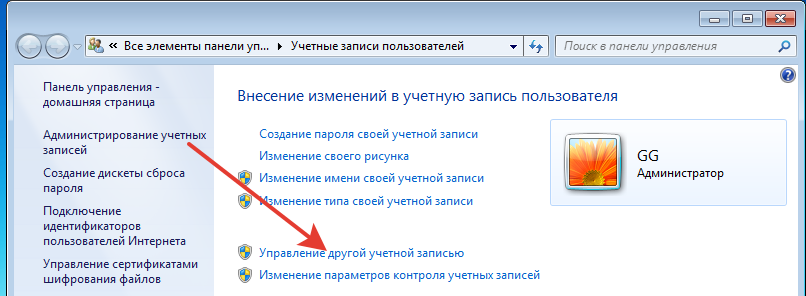 « Все элементы панели уп... ▸ Учетные записи пользователей
Поиск в панели управления
Панель управления -
домашняя страница
Администрирование учетных
записей
Создание дискеты сброса
пароля
Подключение
идентификаторов
пользователей Интернета
Управление сертификатами
шифрования файлов
Внесение изменений в учетную запись пользователя
Создание пароля своей учетной записи
Изменение своего рисунка
Изменение имени своей учетной записи
Изменение типа своей учетной записи
Управление другой учетной записью
Изменение параметров контроля учетных записей
GG
Администратор